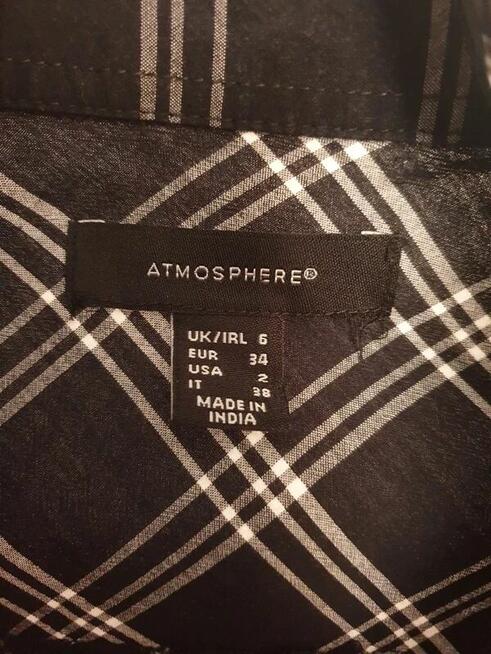 ATMOSPHERE®
UK/IRL 6
EUR 34
USA 2
IT 38
MADE IN
INDIA